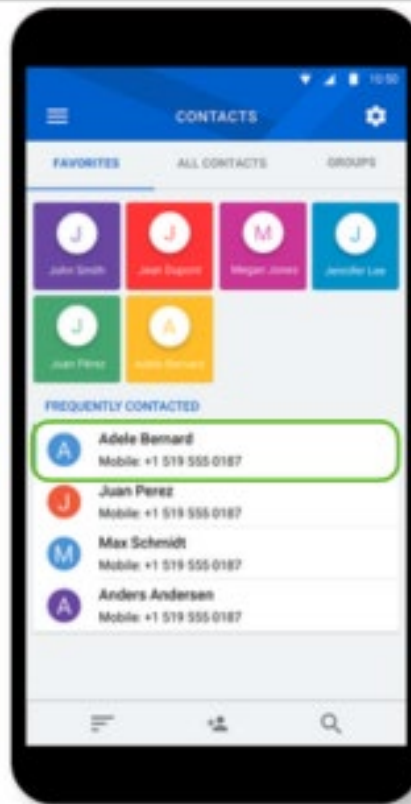 10:50
CONTACTS
FAVORITES ALL CONTACTS GROUPS
J J M J
John Smith Jean Dupont Megan Jones Jennifer Lee
J A
Juan Pérez Adele Bernard
FREQUENTLY CONTACTED
A Adele Bernard
Mobile: +1 519 555 0187
J Juan Perez
Mobile: +1 519 555 0187
M Max Schmidt
Mobile: +1 519 555 0187
A Anders Andersen
Mobile: +1 519 555 0187